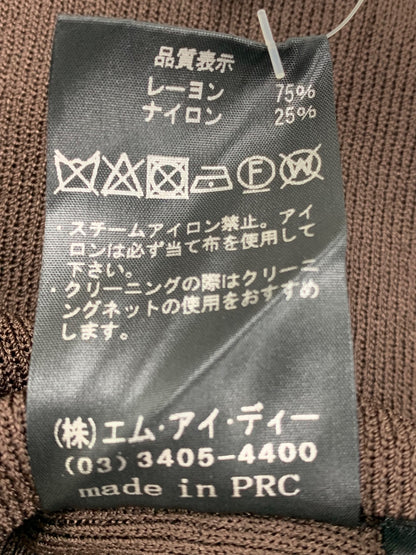 品質表示
レーヨン 75%
ナイロン 25%
F W
・スチームアイロン禁止。アイ
ロンは必ず当て布を使用して
下さい。
・クリーニングの際はクリーニ
ングネットの使用をおすすめ
します。
(株)エム・アイ・ディー
(03) 3405-4400
made in PRC